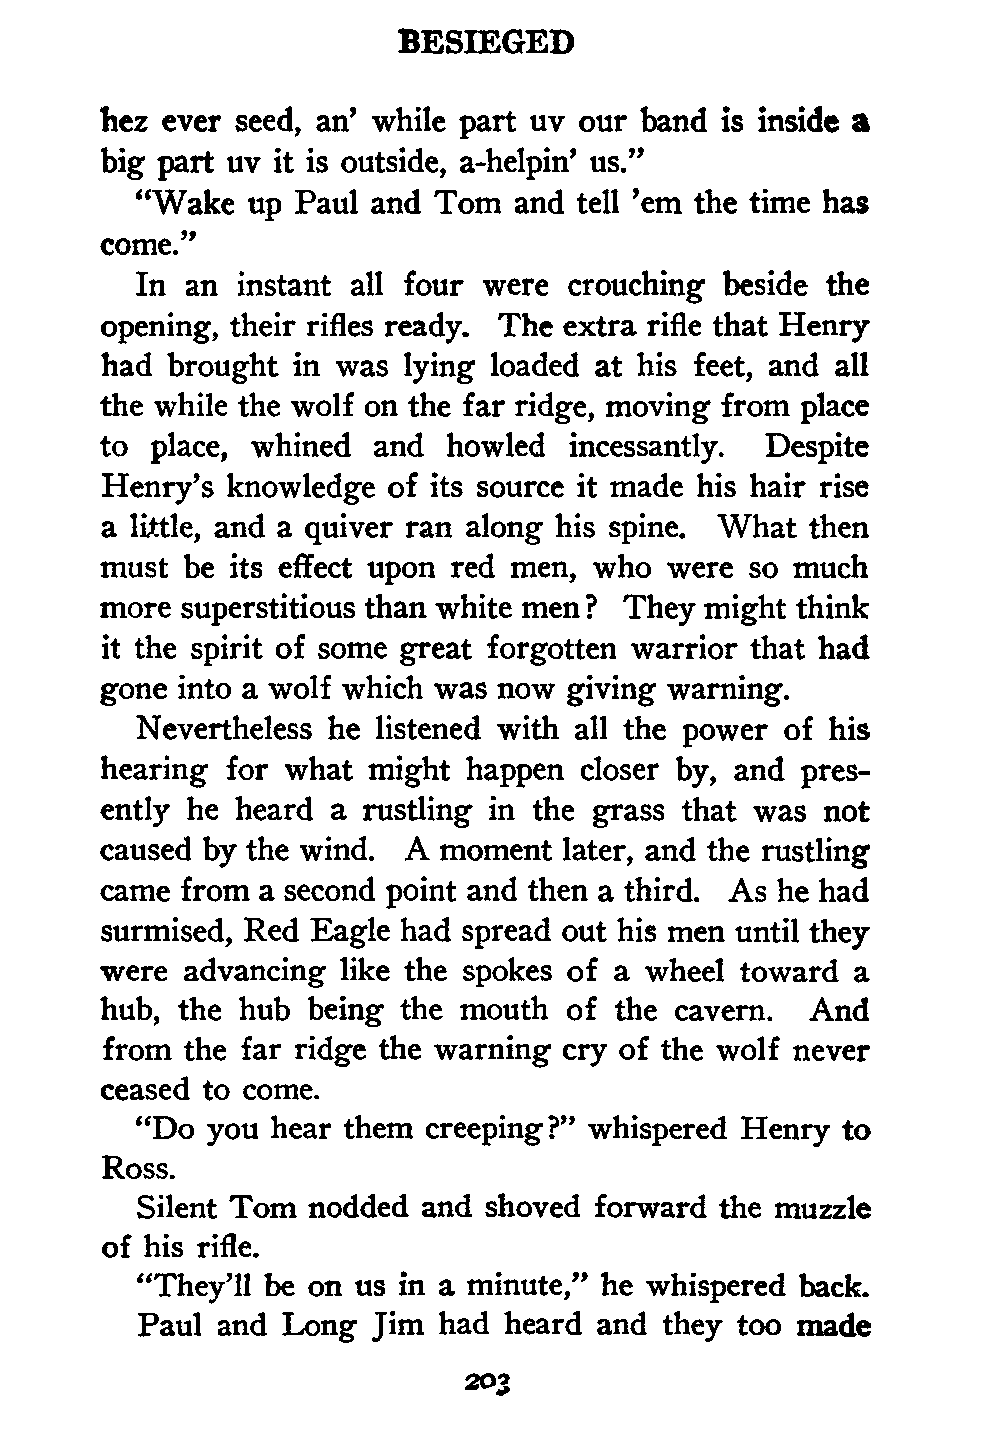 BESIEGED
hez ever seed, an' while part uv our band is inside a
big part uv it is outside, a-helpin' us."
"Wake up Paul and Tom and tell 'em the time has
come."
In an instant all four were crouching beside the
opening, their rifles ready. The extra rifle that Henry
had brought in was lying loaded at his feet, and all
the while the wolf on the far ridge, moving from place
to place, whined and howled incessantly. Despite
Henry's knowledge of its source it made his hair rise
a little, and a quiver ran along his spine. What then
must be its effect upon red men, who were so much
more superstitious than white men? They might think
it the spirit of some great forgotten warrior that had
gone into a wolf which was now giving warning.
Nevertheless he listened with all the power of his
hearing for what might happen closer by, and pres-
ently he heard a rustling in the grass that was not
caused by the wind. A moment later, and the rustling
came from a second point and then a third. As he had
surmised, Red Eagle had spread out his men until they
were advancing like the spokes of a wheel toward a
hub, the hub being the mouth of the cavern. And
from the far ridge the warning cry of the wolf never
ceased to come.
"Do you hear them creeping?" whispered Henry to
Ross.
Silent Tom nodded and shoved forward the muzzle
of his rifle.
"They'll be on us in a minute," he whispered back.
Paul and Long Jim had heard and they too made
203